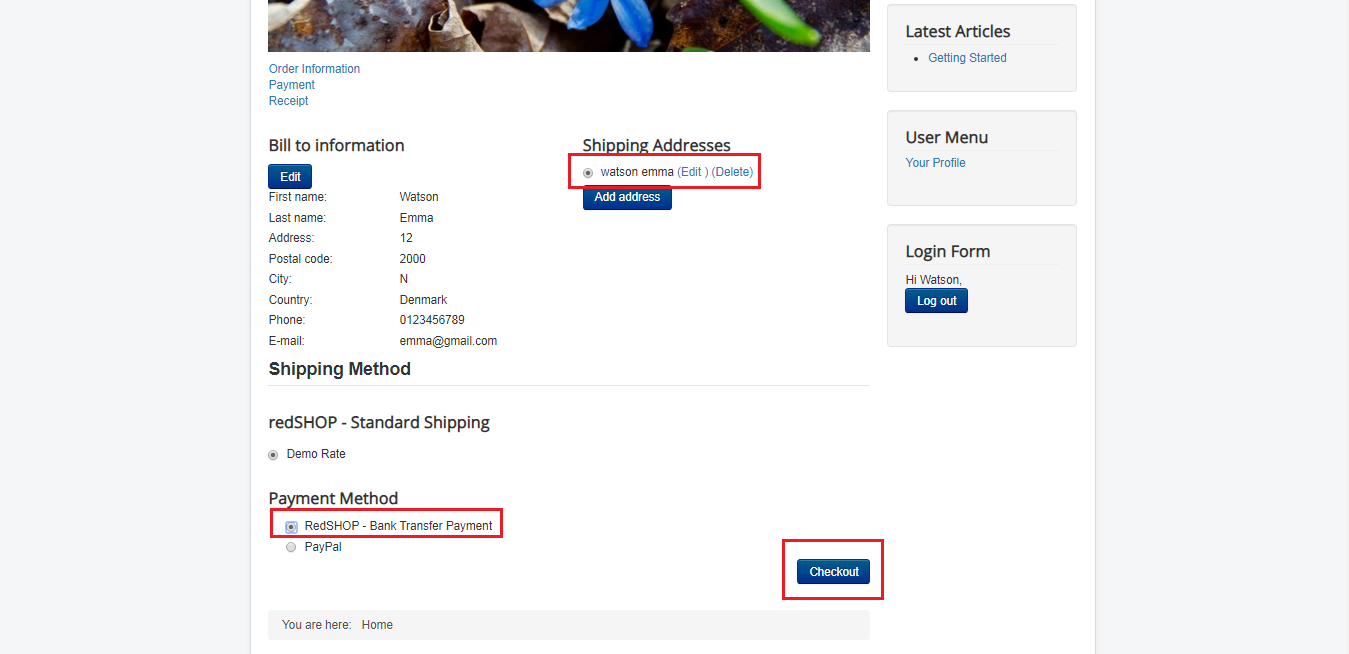 Order Information
Payment
Receipt
Bill to information
Edit
First name: Watson
Last name: Emma
Address: 12
Postal code: 2000
City: N
Country: Denmark
Phone: 0123456789
E-mail: emma@gmail.com
Shipping Addresses
watson emma (Edit ) (Delete)
Add address
Shipping Method
redSHOP - Standard Shipping
Demo Rate
Payment Method
RedSHOP - Bank Transfer Payment
PayPal
Checkout
You are here: Home
Latest Articles
Getting Started
User Menu
Your Profile
Login Form
Hi Watson,
Log out